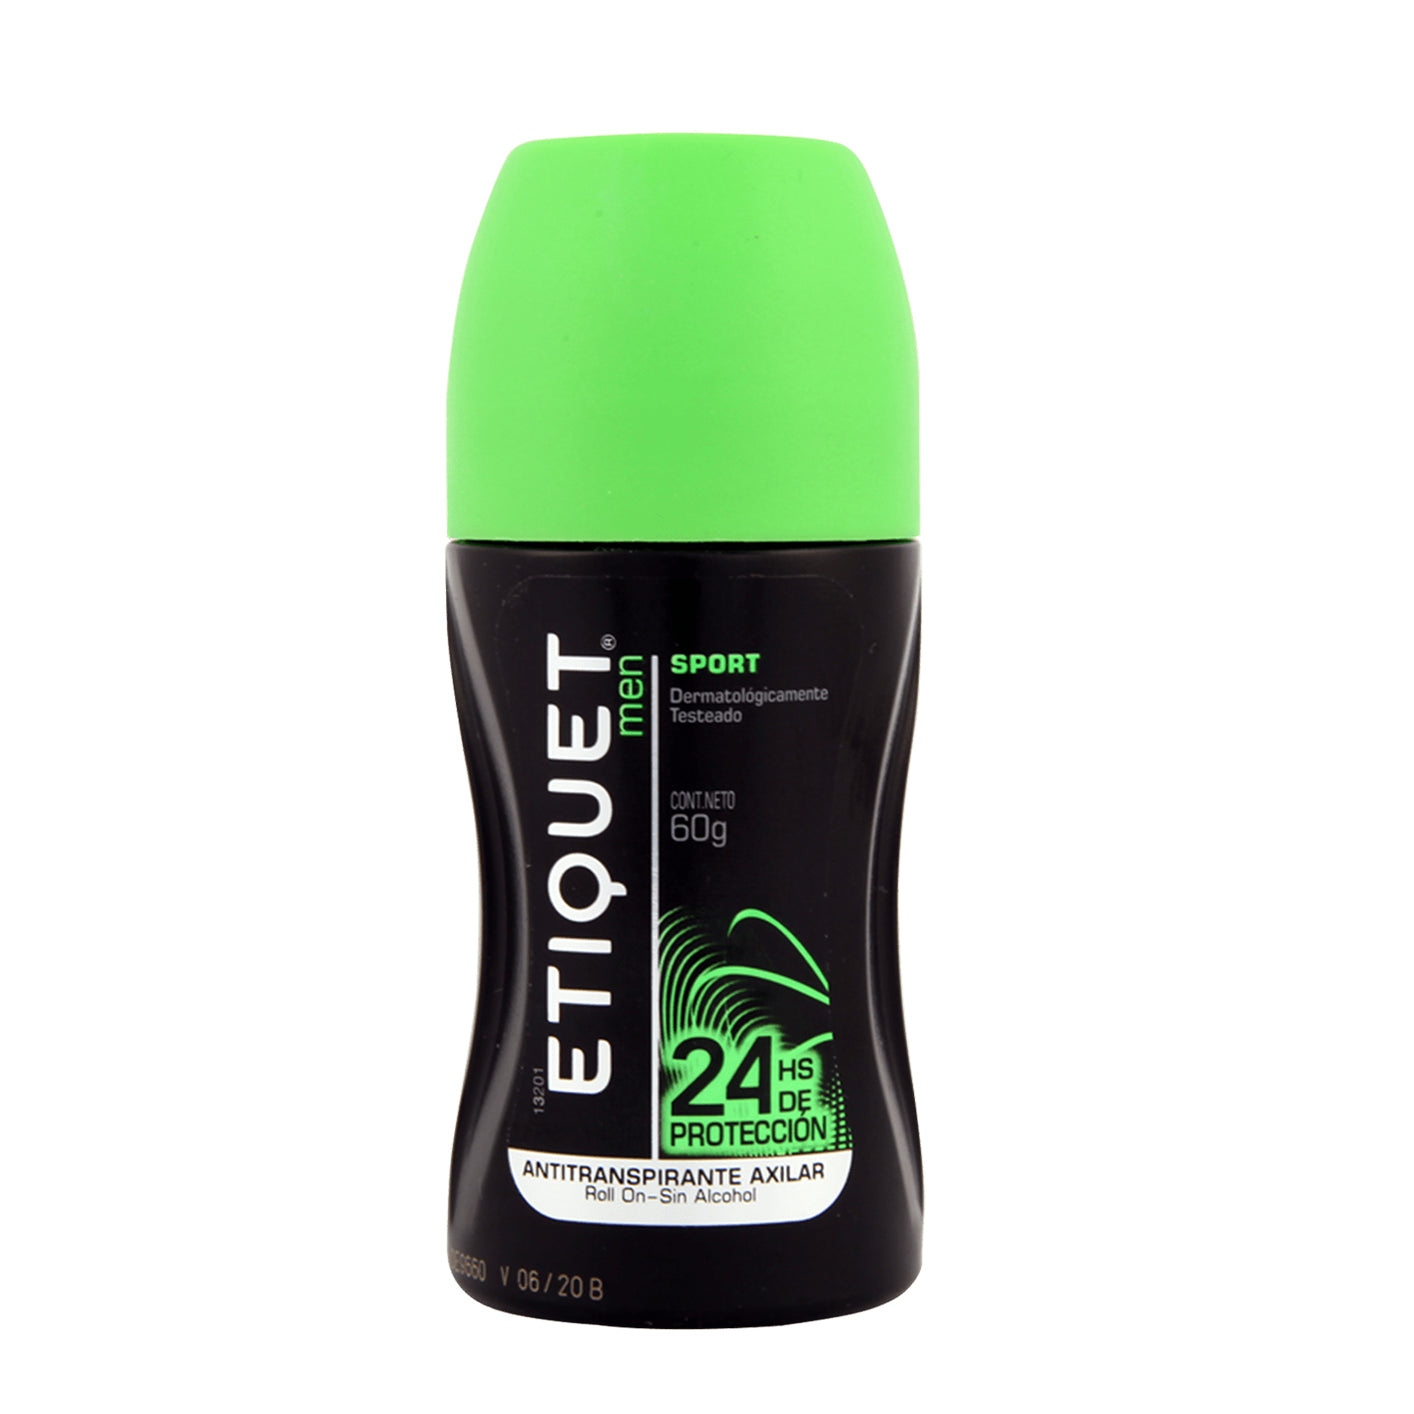 ETIQUET®
men
SPORT
Dermatológicamente
Testeado
CONT.NETO
60g
24 HS
DE
PROTECCIÓN
13201
ANTITRANSPIRANTE AXILAR
Roll On-Sin Alcohol
V 06/20 B